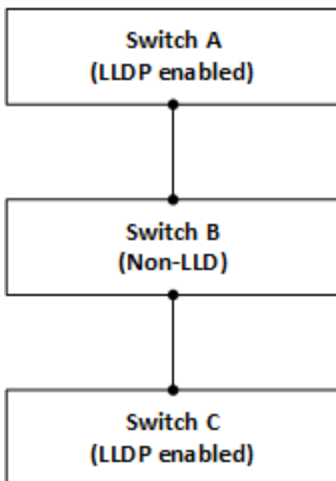 Switch A
(LLDP enabled)
Switch B
(Non-LLD)
Switch C
(LLDP enabled)